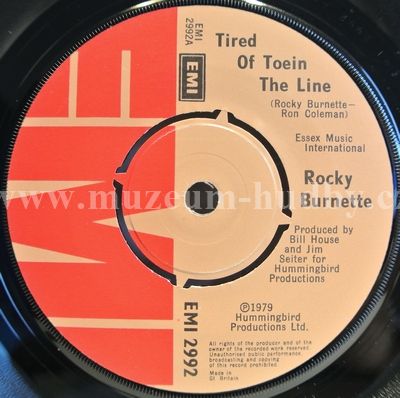 EMI
2992A
EMI
Tired
Of Toein
The Line
(Rocky Burnette—
Ron Coleman)
Essex Music
International
Rocky
Burnette
Produced by
Bill House
and Jim
Seiter for
Hummingbird
Productions
℗1979
Hummingbird
Productions Ltd.
All rights of the producer and of the
owner of the recorded work reserved.
Unauthorised public performance
broadcasting and copying
of this record prohibited.
Made in
Gt. Britain
EMI 2992
EMI
www.muzeum-hudby.cz